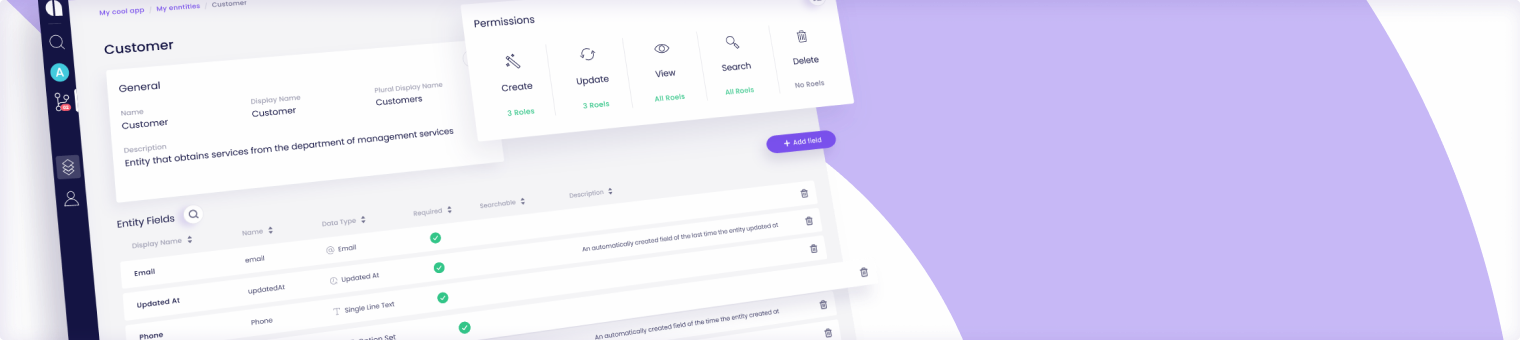 My cool app / My enntities / Customer
Customer
General
Name
Customer
Display Name
Customer
Plural Display Name
Customers
Description
Entity that obtains services from the department of management services
Permissions
Create
3 Roles
Update
3 Roels
View
All Roels
Search
All Roels
Delete
No Roels
+ Add field
Entity Fields
Display Name Name Data Type Required Searchable Description
Email email @ Email
Updated At updatedAt Updated At An automatically created field of the last time the entity updated at
Phone Phone Single Line Text
Set An automatically created field of the time the entity created at
A